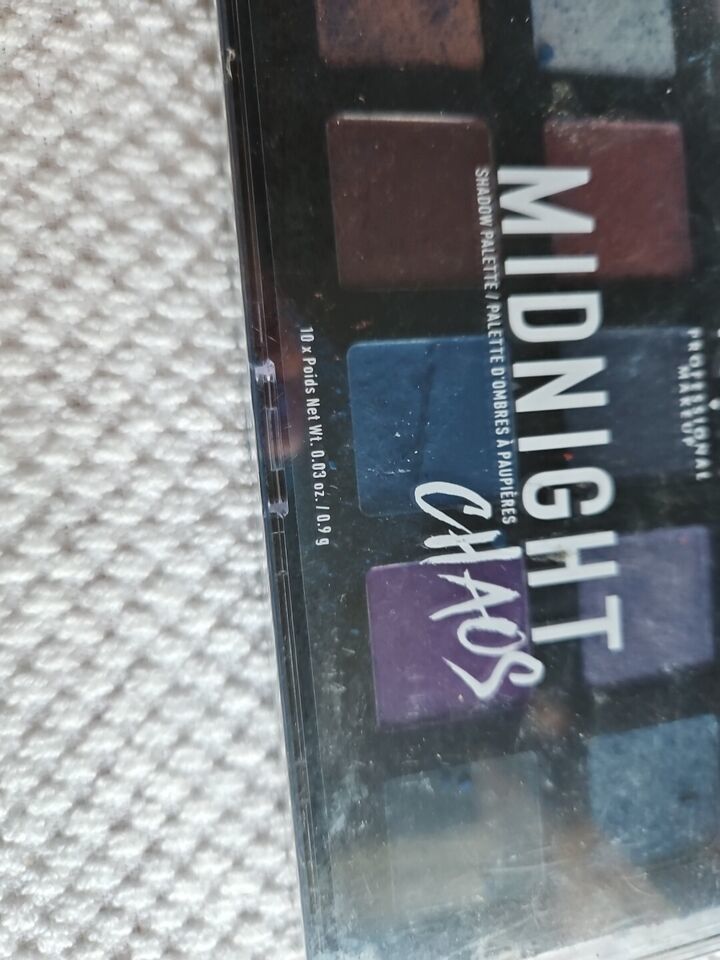 PROFESSIONAL
MAKEUP
MIDNIGHT
CHAOS
SHADOW PALETTE / PALETTE D'OMBRES À PAUPIÈRES
10 x Poids Net Wt. 0.03 oz. / 0.9 g